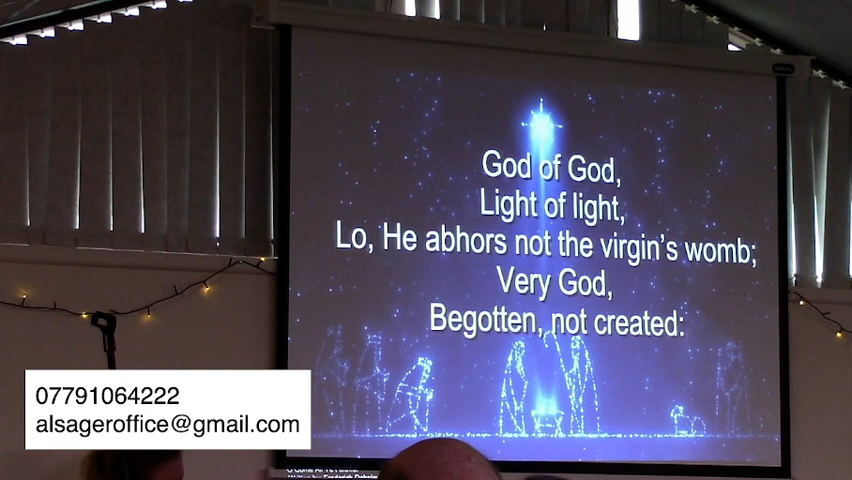 God of God,
Light of light,
Lo, He abhors not the virgin's womb;
Very God,
Begotten, not created:
07791064222
alsageroffice@gmail.com